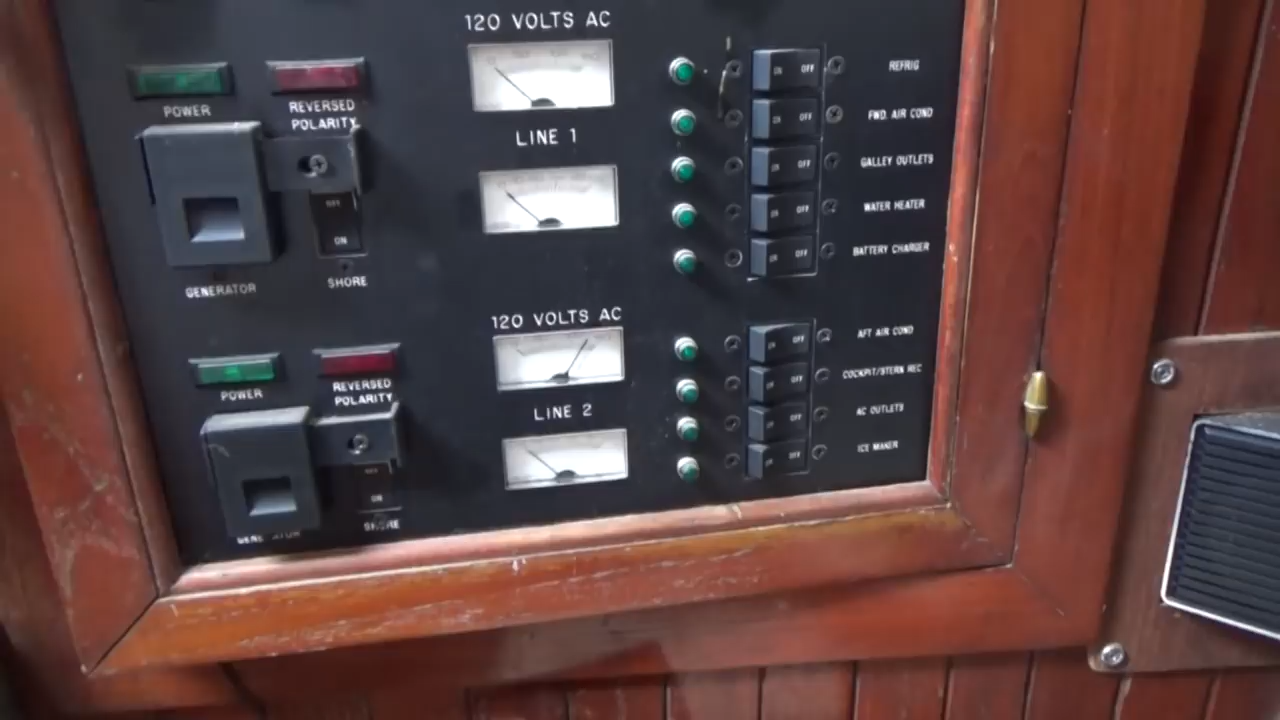 120 VOLTS AC
POWER
REVERSED
POLARITY
LINE 1
OFF
ON
GENERATOR
SHORE
ON OFF REFRIG
ON OFF FWD. AIR COND
ON OFF GALLEY OUTLETS
ON OFF WATER HEATER
ON OFF BATTERY CHARGER
120 VOLTS AC
POWER
REVERSED
POLARITY
LINE 2
OFF
ON
GENERATOR
SHORE
ON OFF AFT AIR COND
ON OFF COCKPIT/STERN REC
ON OFF AC OUTLETS
ON OFF ICE MAKER